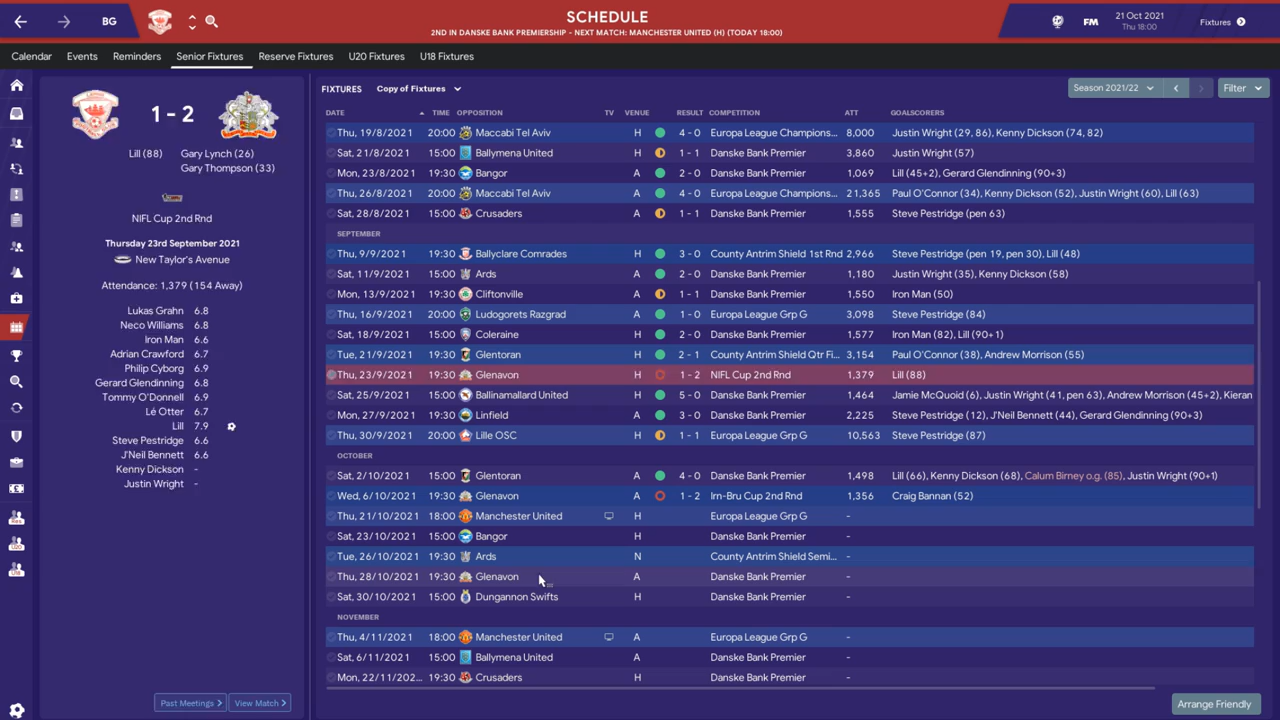 BG
SCHEDULE
2ND IN DANSKE BANK PREMIERSHIP - NEXT MATCH: MANCHESTER UNITED (H) (TODAY 18:00)
FM
21 Oct 2021
Thu 18:00
Fixtures
Calendar Events Reminders Senior Fixtures Reserve Fixtures U20 Fixtures U18 Fixtures
1 - 2
Lill (88) Gary Lynch (26)
Gary Thompson (33)
NIFL Cup 2nd Rnd
Thursday 23rd September 2021
New Taylor's Avenue
Attendance: 1,379 (154 Away)
Lukas Grahn 6.8
Neco Williams 6.8
Iron Man 6.6
Adrian Crawford 6.7
Philip Cyborg 6.9
Gerard Glendinning 6.8
Tommy O'Donnell 6.9
Lé Otter 6.7
Lill 7.9
Steve Pestridge 6.6
J'Neil Bennett 6.6
Kenny Dickson -
Justin Wright -
Past Meetings View Match
FIXTURES Copy of Fixtures Season 2021/22 Filter
DATE TIME OPPOSITION TV VENUE RESULT COMPETITION ATT GOALSCORERS
Thu, 19/8/2021 20:00 Maccabi Tel Aviv H 4 - 0 Europa League Champions... 8,000 Justin Wright (29, 86), Kenny Dickson (74, 82)
Sat, 21/8/2021 15:00 Ballymena United H 1 - 1 Danske Bank Premier 3,860 Justin Wright (57)
Mon, 23/8/2021 19:30 Bangor A 2 - 0 Danske Bank Premier 1,069 Lill (45+2), Gerard Glendinning (90+3)
Thu, 26/8/2021 20:00 Maccabi Tel Aviv A 4 - 0 Europa League Champions... 21,365 Paul O'Connor (34), Kenny Dickson (52), Justin Wright (60), Lill (63)
Sat, 28/8/2021 15:00 Crusaders A 1 - 1 Danske Bank Premier 1,555 Steve Pestridge (pen 63)
SEPTEMBER
Thu, 9/9/2021 19:30 Ballyclare Comrades H 3 - 0 County Antrim Shield 1st Rnd 2,966 Steve Pestridge (pen 19, pen 30), Lill (48)
Sat, 11/9/2021 15:00 Ards A 2 - 0 Danske Bank Premier 1,180 Justin Wright (35), Kenny Dickson (58)
Mon, 13/9/2021 19:30 Cliftonville A 1 - 1 Danske Bank Premier 1,550 Iron Man (50)
Thu, 16/9/2021 20:00 Ludogorets Razgrad A 1 - 0 Europa League Grp G 3,098 Steve Pestridge (84)
Sat, 18/9/2021 15:00 Coleraine H 2 - 0 Danske Bank Premier 1,577 Iron Man (82), Lill (90+1)
Tue, 21/9/2021 19:30 Glentoran H 2 - 1 County Antrim Shield Qtr Fi... 3,154 Paul O'Connor (38), Andrew Morrison (55)
Thu, 23/9/2021 19:30 Glenavon H 1 - 2 NIFL Cup 2nd Rnd 1,379 Lill (88)
Sat, 25/9/2021 15:00 Ballinamallard United H 5 - 0 Danske Bank Premier 1,464 Jamie McQuoid (6), Justin Wright (41, pen 63), Andrew Morrison (45+2), Kieran
Mon, 27/9/2021 19:30 Linfield A 3 - 0 Danske Bank Premier 2,225 Steve Pestridge (12), J'Neil Bennett (44), Gerard Glendinning (90+3)
Thu, 30/9/2021 20:00 Lille OSC H 1 - 1 Europa League Grp G 10,563 Steve Pestridge (87)
OCTOBER
Sat, 2/10/2021 15:00 Glentoran A 4 - 0 Danske Bank Premier 1,498 Lill (66), Kenny Dickson (68), Calum Birney o.g. (85), Justin Wright (90+1)
Wed, 6/10/2021 19:30 Glenavon A 1 - 2 Irn-Bru Cup 2nd Rnd 1,356 Craig Bannan (52)
Thu, 21/10/2021 18:00 Manchester United H Europa League Grp G -
Sat, 23/10/2021 15:00 Bangor H Danske Bank Premier -
Tue, 26/10/2021 19:30 Ards N County Antrim Shield Semi... -
Thu, 28/10/2021 19:30 Glenavon A Danske Bank Premier -
Sat, 30/10/2021 15:00 Dungannon Swifts H Danske Bank Premier -
NOVEMBER
Thu, 4/11/2021 18:00 Manchester United A Europa League Grp G -
Sat, 6/11/2021 15:00 Ballymena United A Danske Bank Premier -
Mon, 22/11/202... 19:30 Crusaders H Danske Bank Premier -
Arrange Friendly